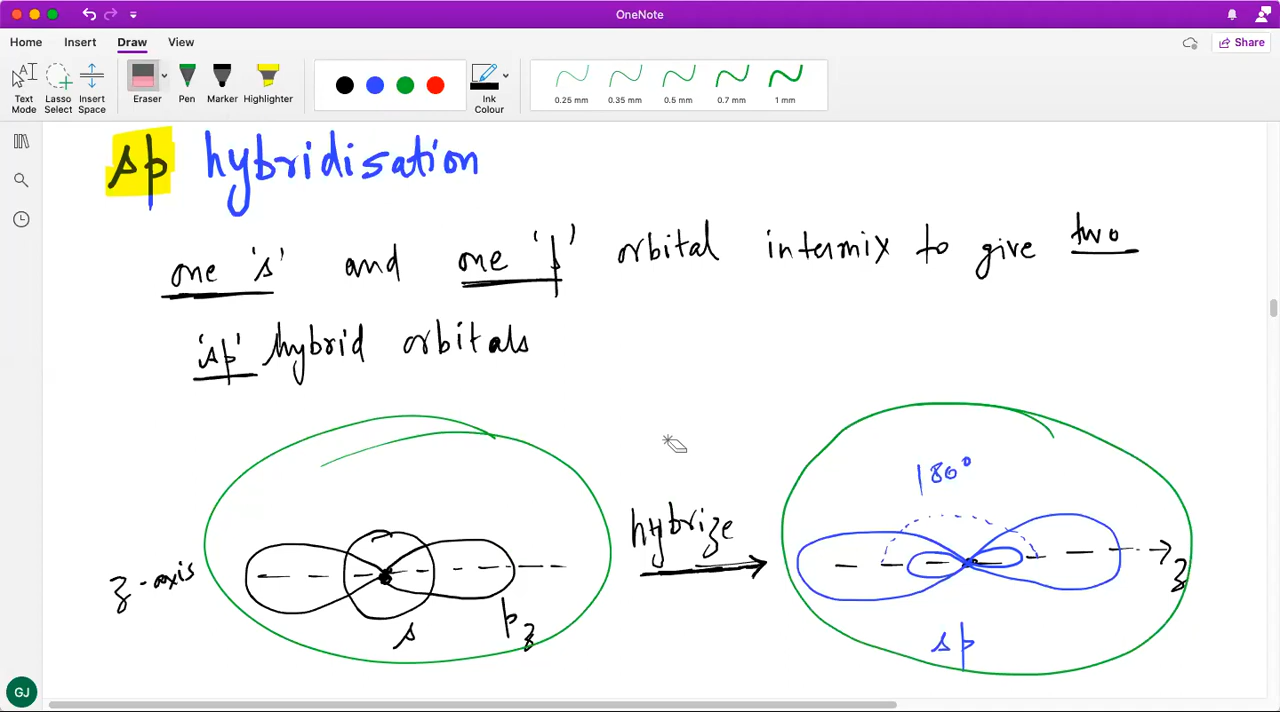 OneNote
Home Insert Draw View
Share
Text Mode
Lasso Select
Insert Space
Eraser
Pen
Marker
Highlighter
Ink Colour
0.25 mm 0.35 mm 0.5 mm 0.7 mm 1 mm
sp hybridisation
one 's' and one 'p' orbital intermix to give two
'sp' hybrid orbitals
180°
hybrize
z-axis
z
s
pz
sp
GJ